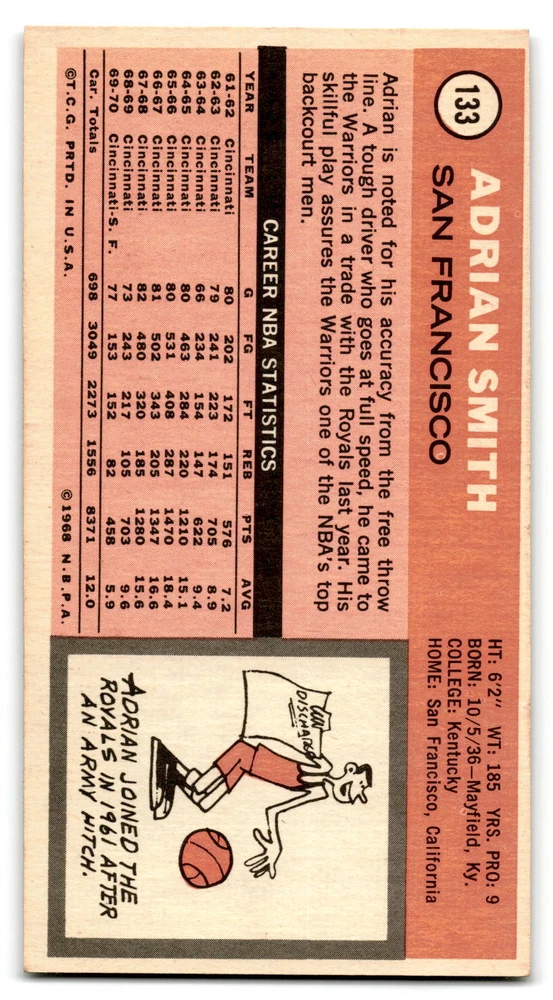 133
ADRIAN SMITH
SAN FRANCISCO
HT: 6'2" WT: 185 YRS. PRO: 9
BORN: 10/5/36—Mayfield, Ky.
COLLEGE: Kentucky
HOME: San Francisco, California
Adrian is noted for his accuracy from the free throw
line. A tough driver who goes at full speed, he came to
the Warriors in a trade with the Royals last year. His
skillful play assures the Warriors one of the NBA's top
backcourt men.
CAREER NBA STATISTICS
YEAR TEAM G FG FT REB PTS AVG
61-62 Cincinnati 80 202 172 151 576 7.2
62-63 Cincinnati 79 241 223 174 705 8.9
63-64 Cincinnati 66 234 154 147 622 9.4
64-65 Cincinnati 80 463 284 220 1210 15.1
65-66 Cincinnati 80 531 408 287 1470 18.4
66-67 Cincinnati 81 502 343 205 1347 16.6
67-68 Cincinnati 82 480 320 185 1280 15.6
68-69 Cincinnati 73 243 217 105 703 9.6
69-70 Cincinnati-S. F. 77 153 152 82 458 5.9
Car. Totals 698 3049 2273 1556 8371 12.0
©T.C.G. PRTD. IN U.S.A. ©1968 N.B.P.A.
DISCHARGE
ADRIAN JOINED THE
ROYALS IN 1961 AFTER
AN ARMY HITCH.